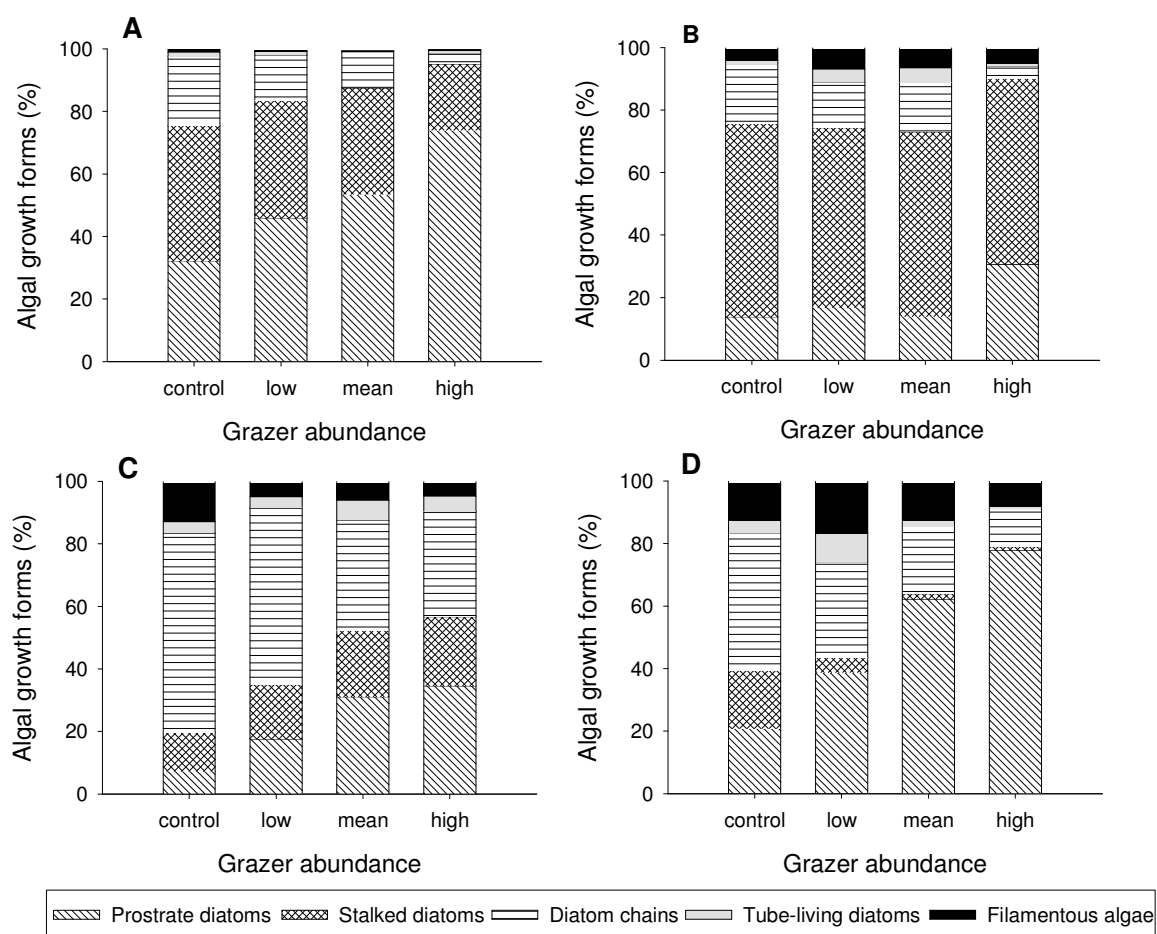 A
Algal growth forms (%)
100
80
60
40
20
0
control low mean high
Grazer abundance
B
Algal growth forms (%)
100
80
60
40
20
0
control low mean high
Grazer abundance
C
Algal growth forms (%)
100
80
60
40
20
0
control low mean high
Grazer abundance
D
Algal growth forms (%)
100
80
60
40
20
0
control low mean high
Grazer abundance
Prostrate diatoms Stalked diatoms Diatom chains Tube-living diatoms Filamentous algae